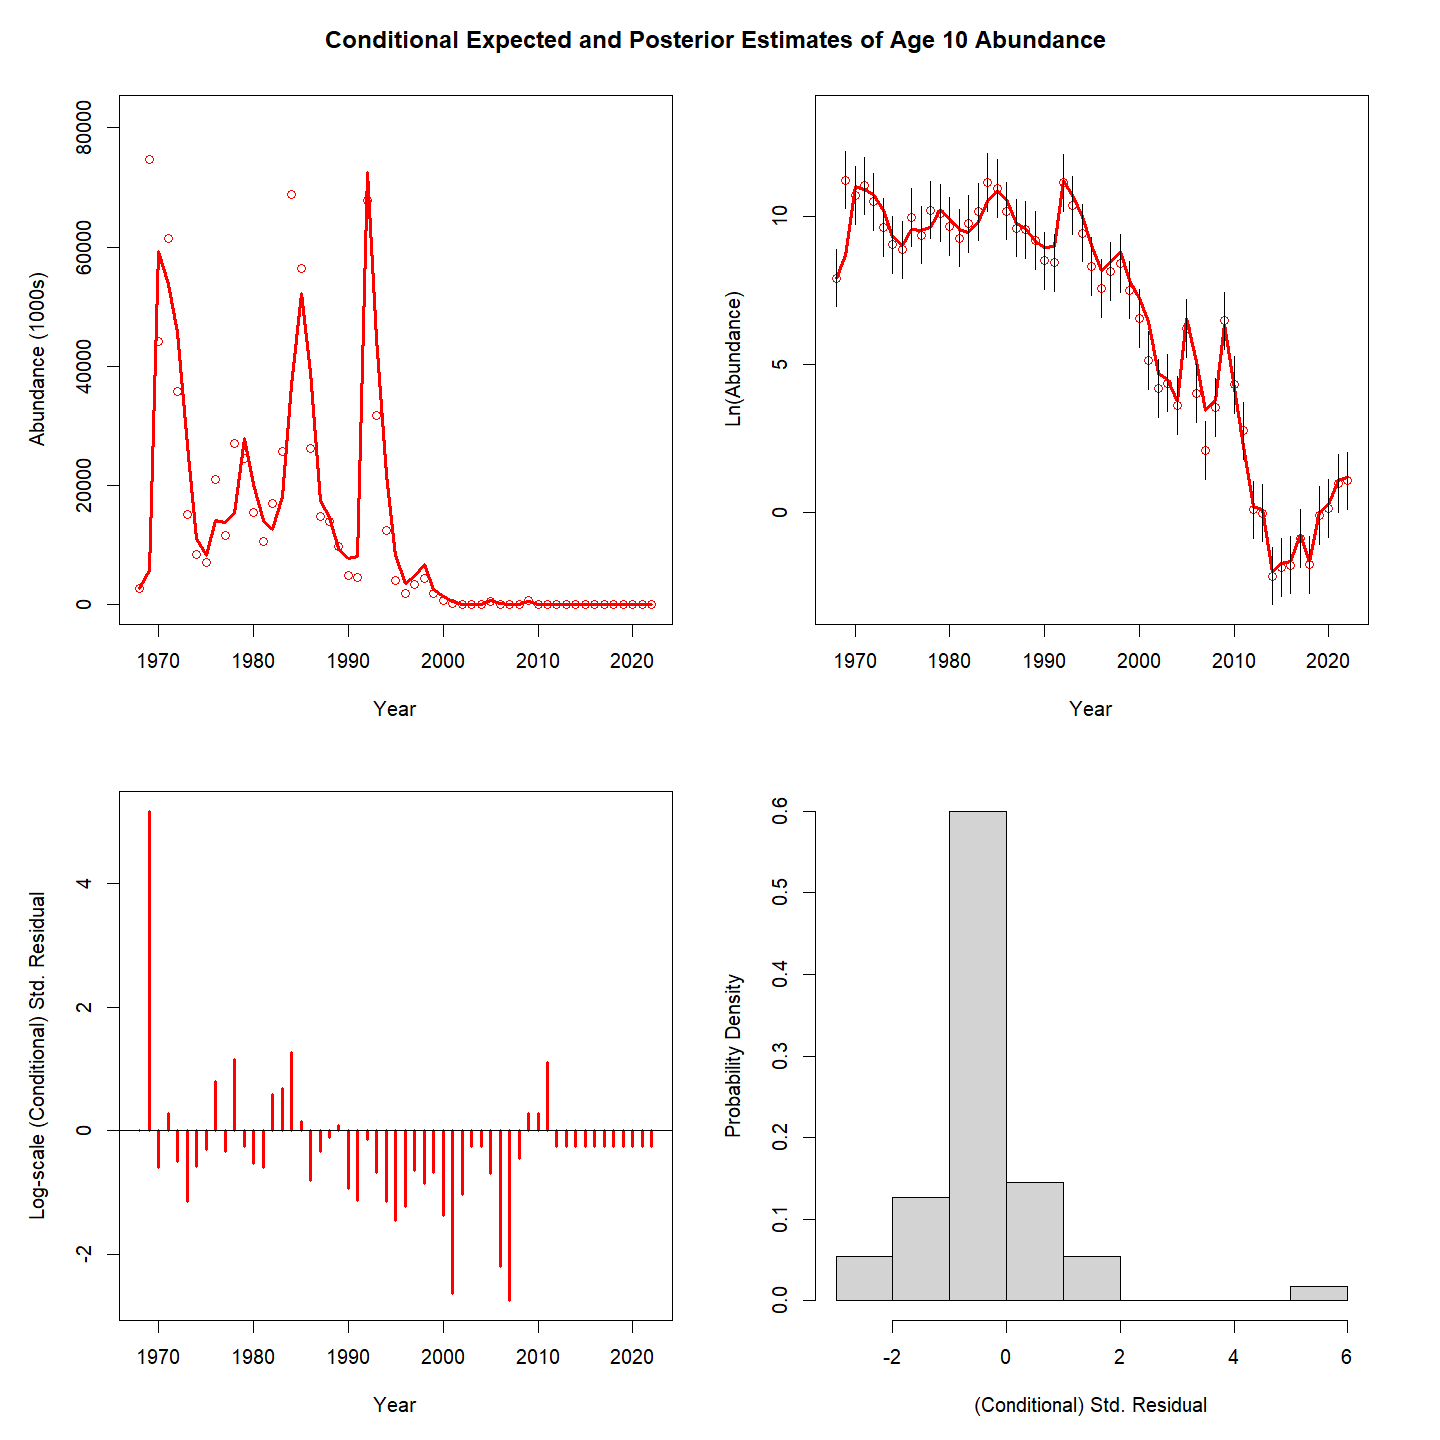 Conditional Expected and Posterior Estimates of Age 10 Abundance
Abundance (1000s)
80000
60000
40000
20000
0
1970 1980 1990 2000 2010 2020
Year
Ln(Abundance)
10
5
0
1970 1980 1990 2000 2010 2020
Year
Log-scale (Conditional) Std. Residual
4
2
0
-2
1970 1980 1990 2000 2010 2020
Year
Probability Density
0.6
0.5
0.4
0.3
0.2
0.1
0.0
-2 0 2 4 6
(Conditional) Std. Residual